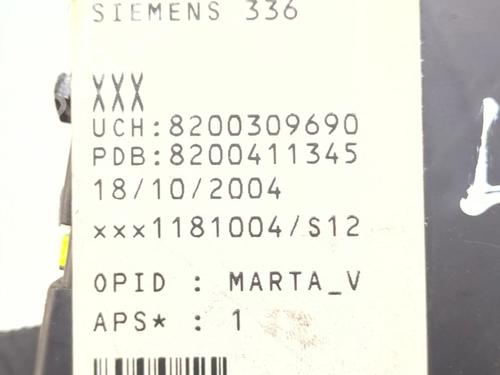 SIEMENS 336
XXX
UCH:8200309690
PDB:8200411345
18/10/2004
xxx1181004/S12
OPID : MARTA_V
APS* : 1